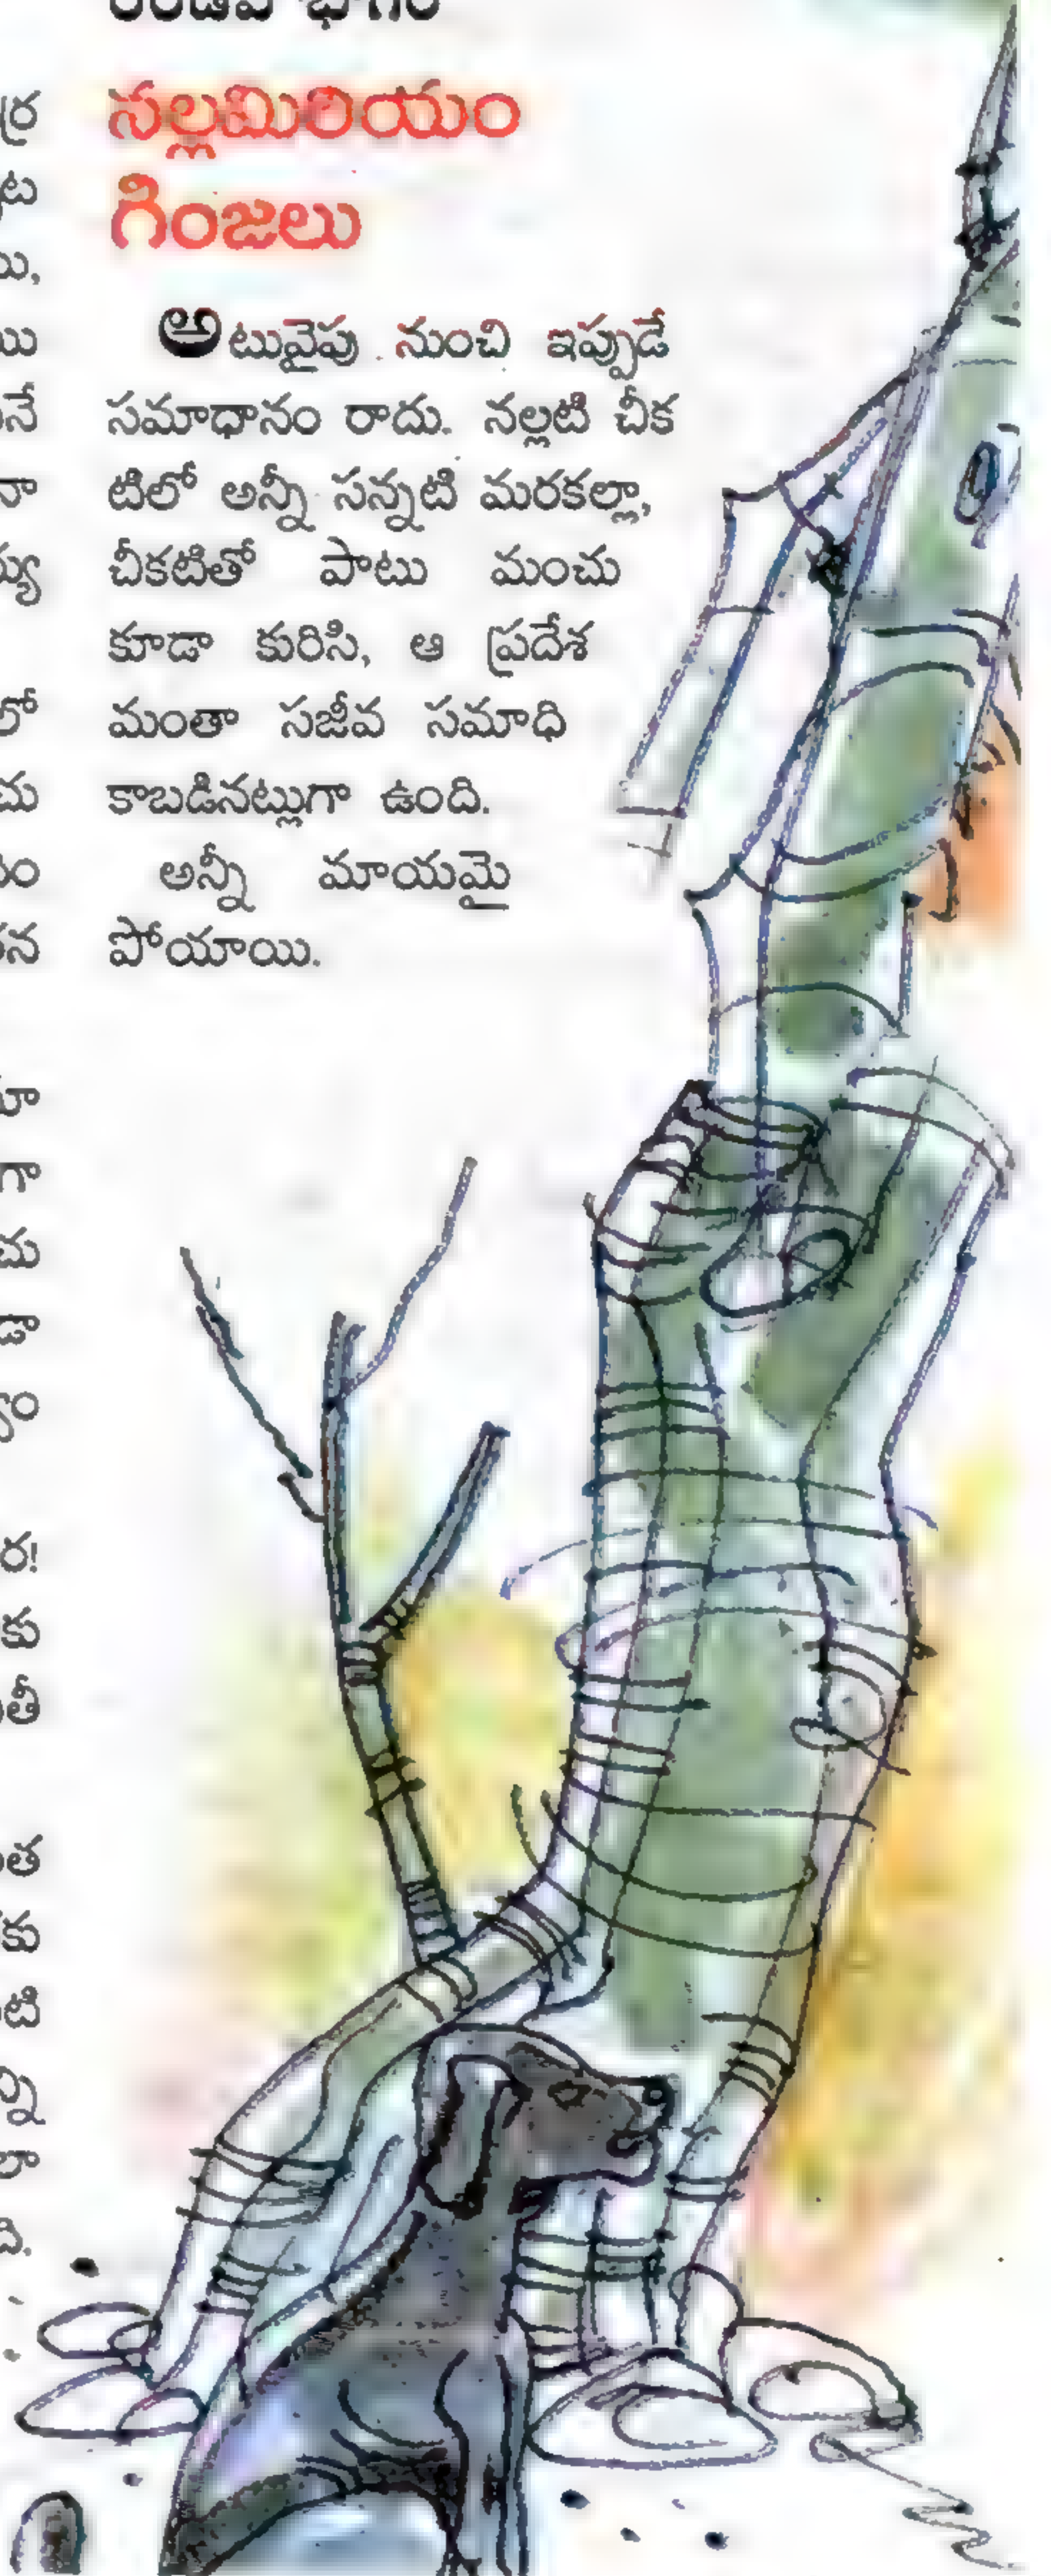 రెండవ భాగం
నల్లమిరియం
గింజలు
అటువైపు నుంచి ఇప్పుడే
సమాధానం రాదు. నల్లటి చీక
టిలో అన్నీ సన్నటి మరకల్లా,
చీకటితో పాటు మంచు
కూడా కురిసి, ఆ ప్రదేశ
మంతా సజీవ సమాధి
కాబడినట్లుగా ఉంది.
అన్నీ మాయమై
పోయాయి.